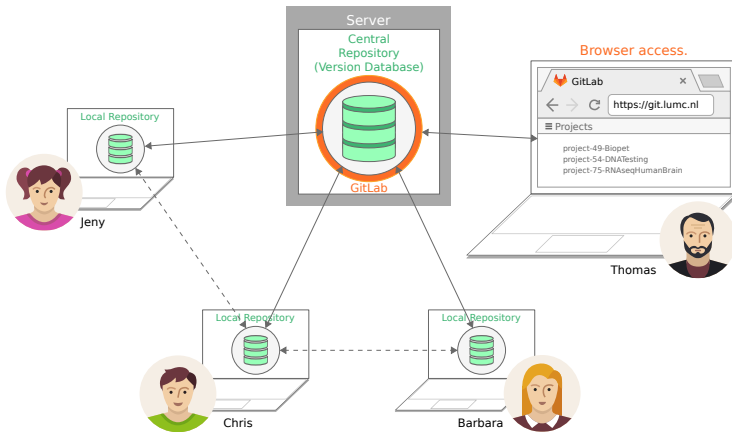 Server
Central
Repository
(Version Database)
GitLab
Browser access.
GitLab
https://git.lumc.nl
Projects
project-49-Biopet
project-54-DNATesting
project-75-RNAseqHumanBrain
Local Repository
Jeny
Thomas
Local Repository
Local Repository
Chris
Barbara